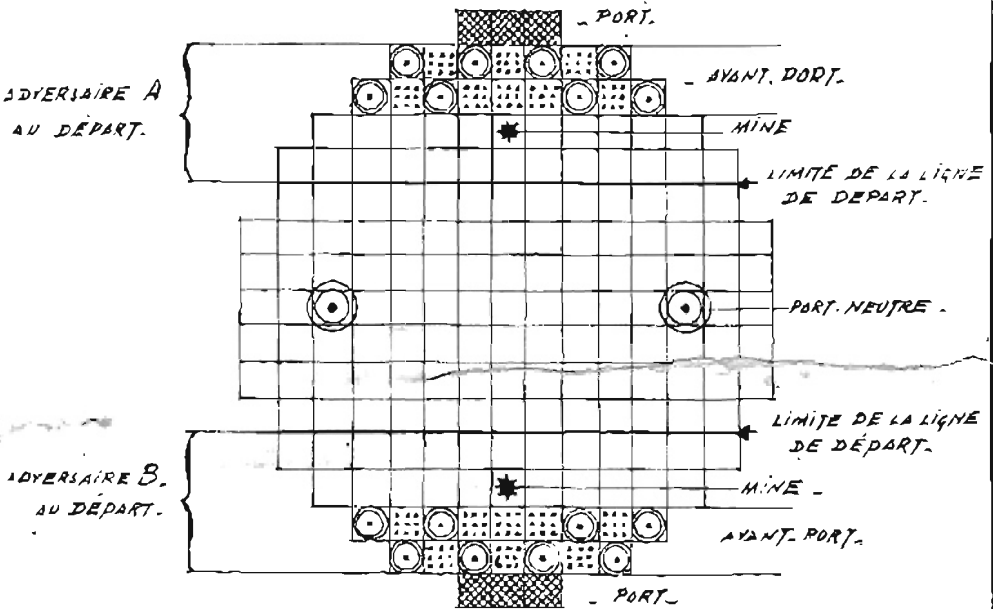 - PORT.
ADVERSAIRE A
AU DÉPART.
- AVANT. PORT.
MINE
LIMITE DE LA LIGNE
DE DEPART.
PORT. NEUTRE .
LIMITE DE LA LIGNE
DE DÉPART.
ADVERSAIRE B.
AU DÉPART.
MINE -
AVANT- PORT.
- PORT-